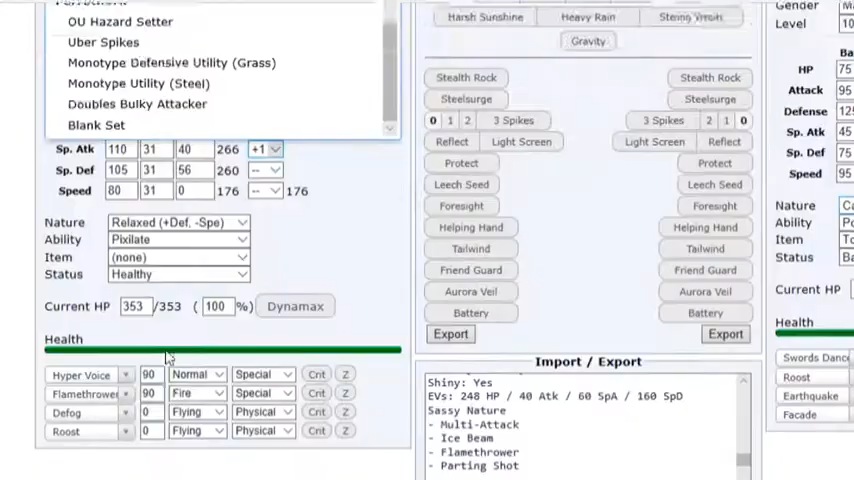 OU Hazard Setter
Uber Spikes
Monotype Defensive Utility (Grass)
Monotype Utility (Steel)
Doubles Bulky Attacker
Blank Set
Sp. Atk 110 31 40 266 +1
Sp. Def 105 31 56 260 --
Speed 80 31 0 176 -- 176
Nature Relaxed (+Def, -Spe)
Ability Pixilate
Item (none)
Status Healthy
Current HP 353 /353 ( 100 %) Dynamax
Health
Hyper Voice 90 Normal Special Crit Z
Flamethrower 90 Fire Special Crit Z
Defog 0 Flying Physical Crit Z
Roost 0 Flying Physical Crit Z
Harsh Sunshine Heavy Rain Strong
Gravity
Stealth Rock Stealth Rock
Steelsurge Steelsurge
0 1 2 3 Spikes 3 Spikes 2 1 0
Reflect Light Screen Light Screen Reflect
Protect Protect
Leech Seed Leech Seed
Foresight Foresight
Helping Hand Helping Hand
Tailwind Tailwind
Friend Guard Friend Guard
Aurora Veil Aurora Veil
Battery Battery
Export Export
Import / Export
Shiny: Yes
EVs: 248 HP / 40 Atk / 60 SpA / 160 SpD
Sassy Nature
- Multi-Attack
- Ice Beam
- Flamethrower
- Parting Shot
Gender Ma
Level 10
Ba
HP 75
Attack 95
Defense 125
Sp. Atk 45
Sp. Def 75
Speed 95
Nature Ca
Ability Po
Item To
Status Ba
Current HP
Health
Swords Danc
Roost
Earthquake
Facade